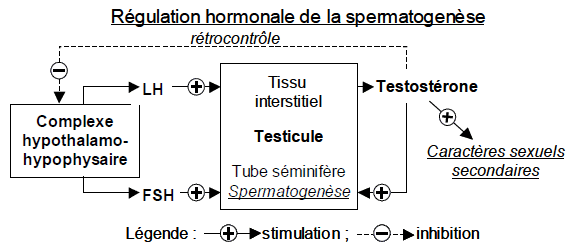 Régulation hormonale de la spermatogenèse
rétrocontrôle
−
LH
+
Tissu
interstitiel
Testostérone
Complexe
hypothalamo-
hypophysaire
Testicule
+
Caractères sexuels
secondaires
Tube séminifère
FSH
+
Spermatogenèse
+
Légende : + stimulation ; − inhibition